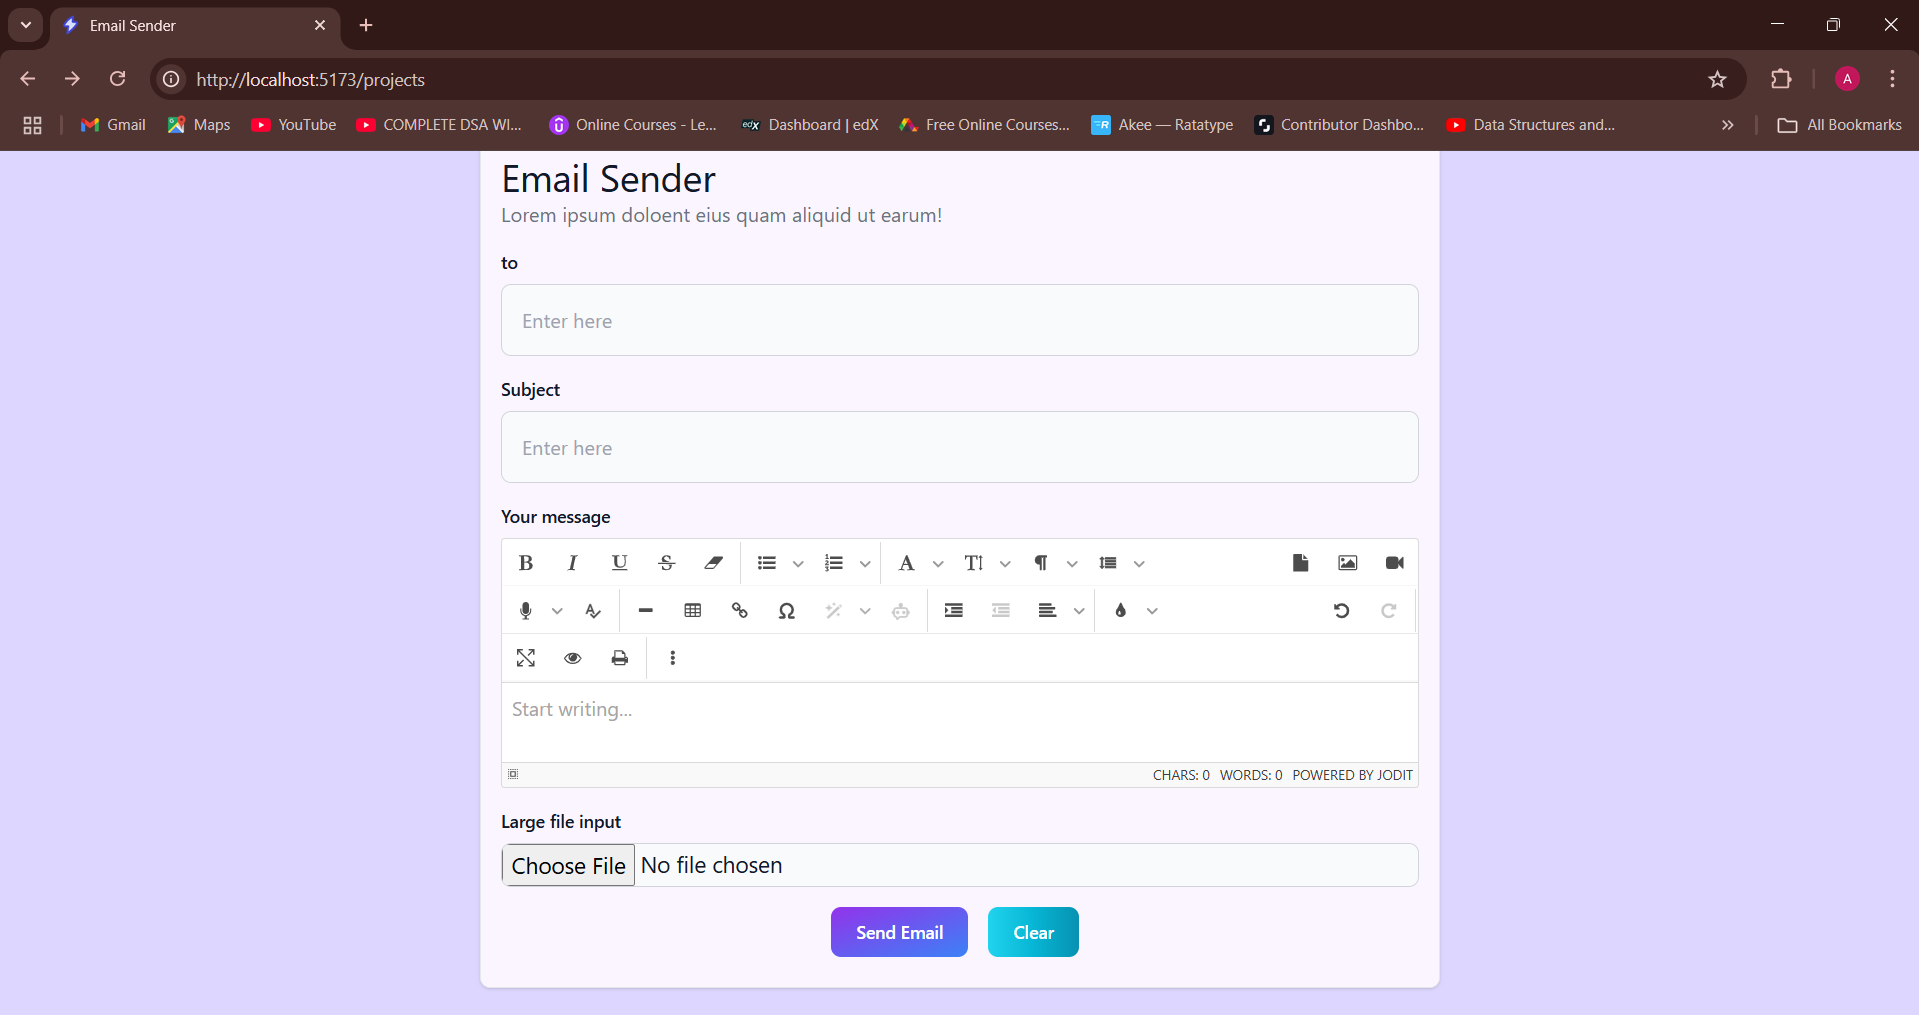 Email Sender
http://localhost:5173/projects
A
Gmail
Maps
YouTube
COMPLETE DSA WI...
Online Courses - Le...
edX Dashboard | edX
Free Online Courses...
Akee — Ratatype
Contributor Dashbo...
Data Structures and...
All Bookmarks
Email Sender
Lorem ipsum doloent eius quam aliquid ut earum!
to
Enter here
Subject
Enter here
Your message
Start writing...
CHARS: 0 WORDS: 0 POWERED BY JODIT
Large file input
Choose File No file chosen
Send Email Clear